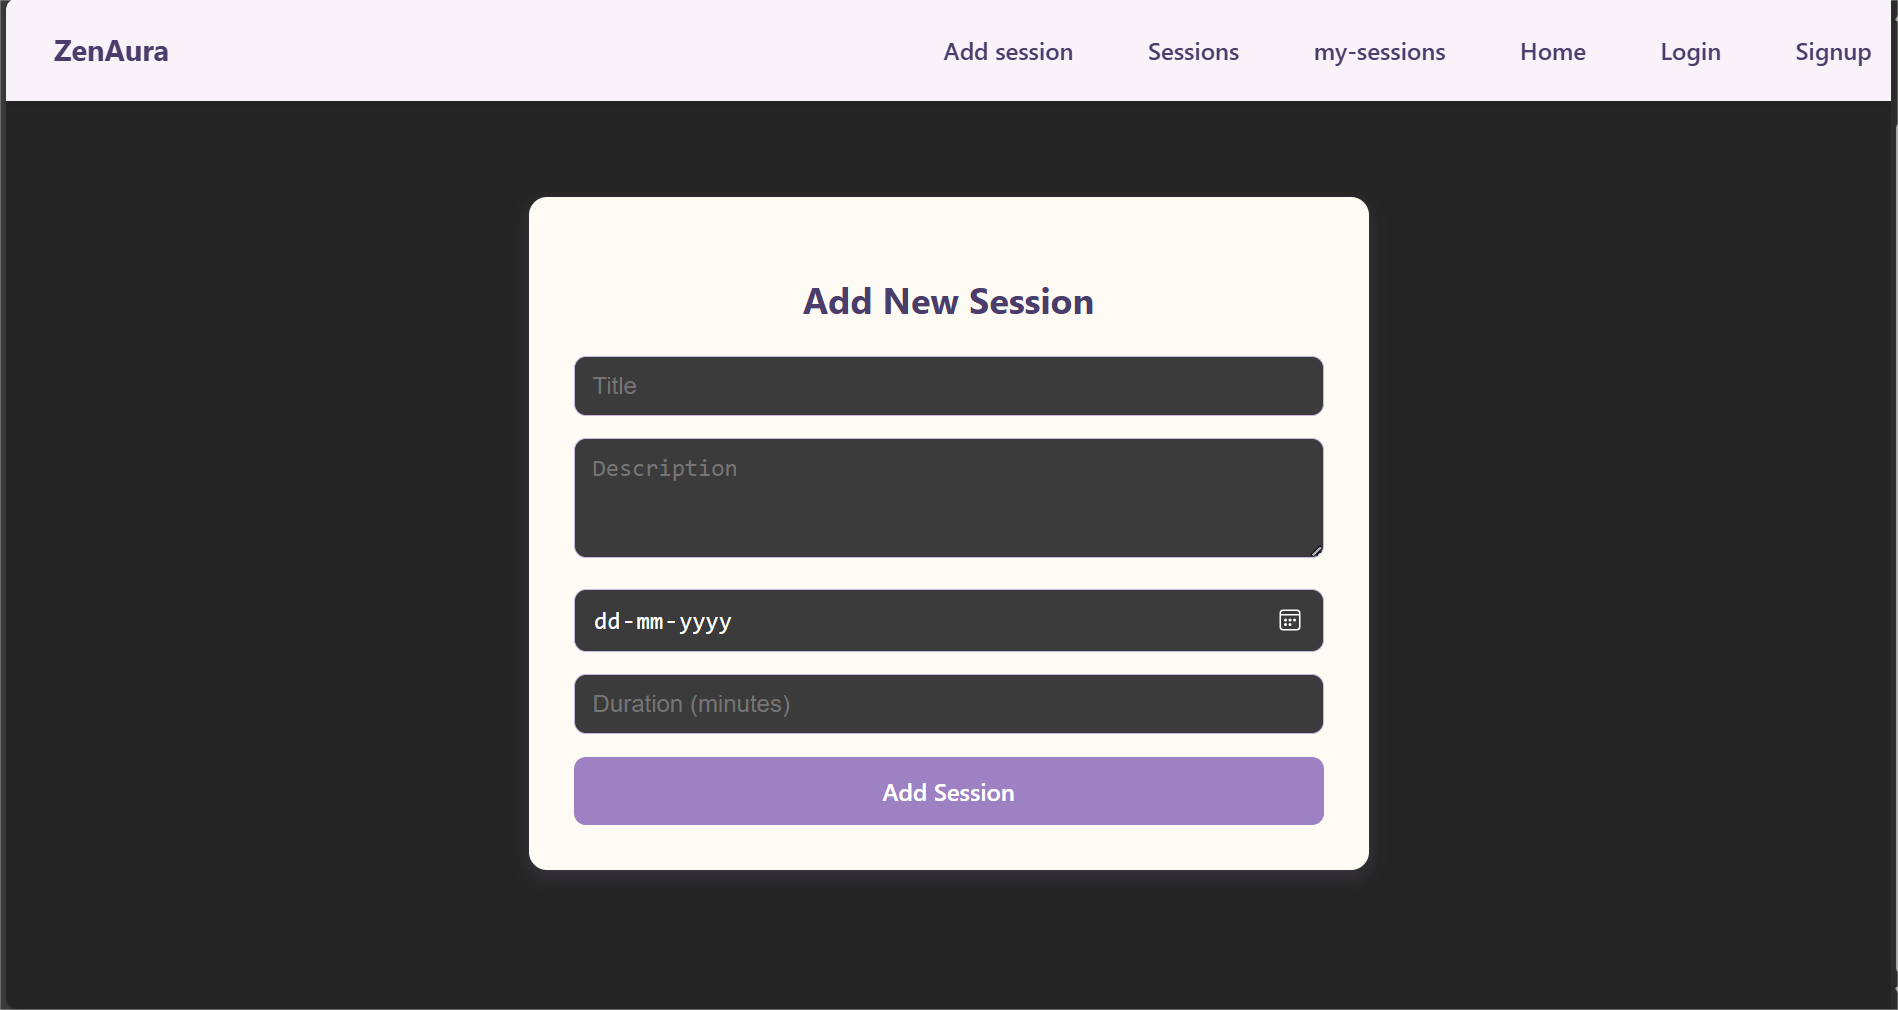 ZenAura
Add session
Sessions
my-sessions
Home
Login
Signup
Add New Session
Title
Description
dd-mm-yyyy
Duration (minutes)
Add Session